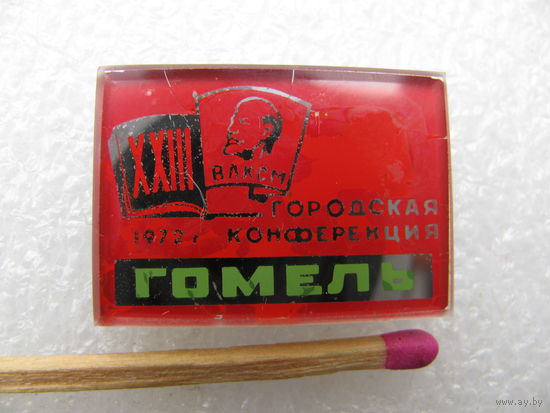 XXIII
ВЛКСМ
ГОРОДСКАЯ
1972 г КОНФЕРЕНЦИЯ
ГОМЕЛЬ
© www.ay.by